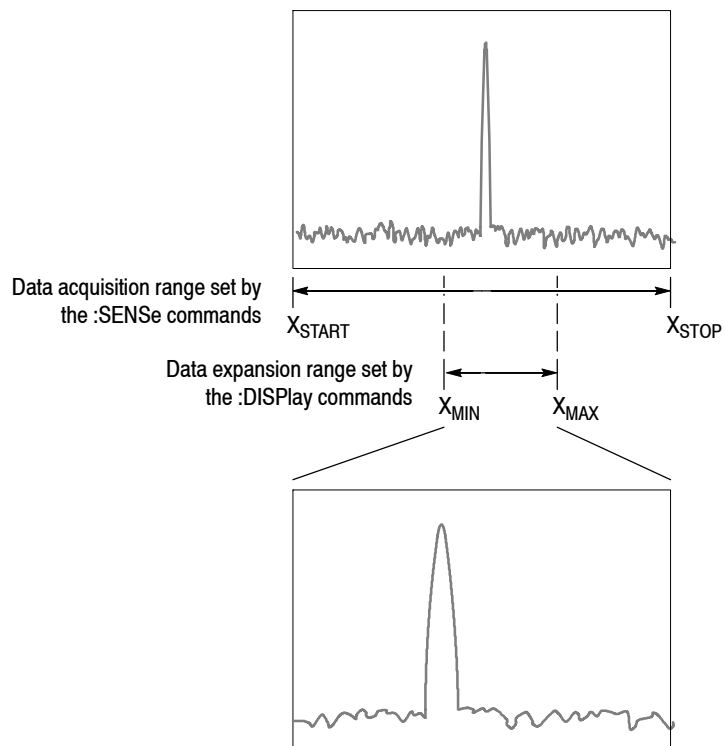 Data acquisition range set by
the :SENSe commands
XSTART
XSTOP
Data expansion range set by
the :DISPlay commands
XMIN
XMAX